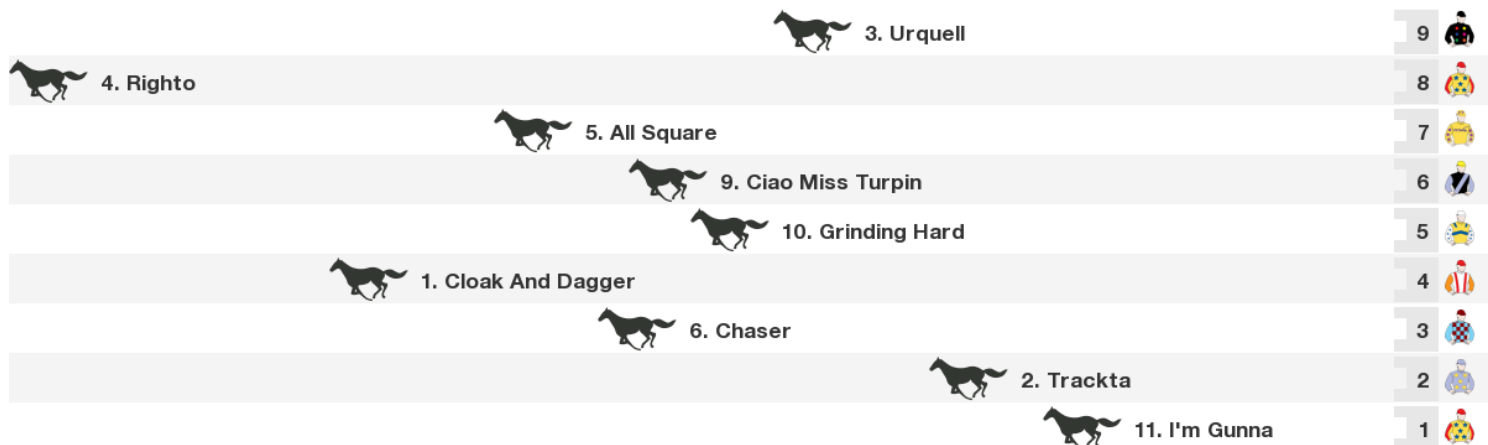 3. Urquell 9
4. Righto 8
5. All Square 7
9. Ciao Miss Turpin 6
10. Grinding Hard 5
1. Cloak And Dagger 4
6. Chaser 3
2. Trackta 2
11. I'm Gunna 1